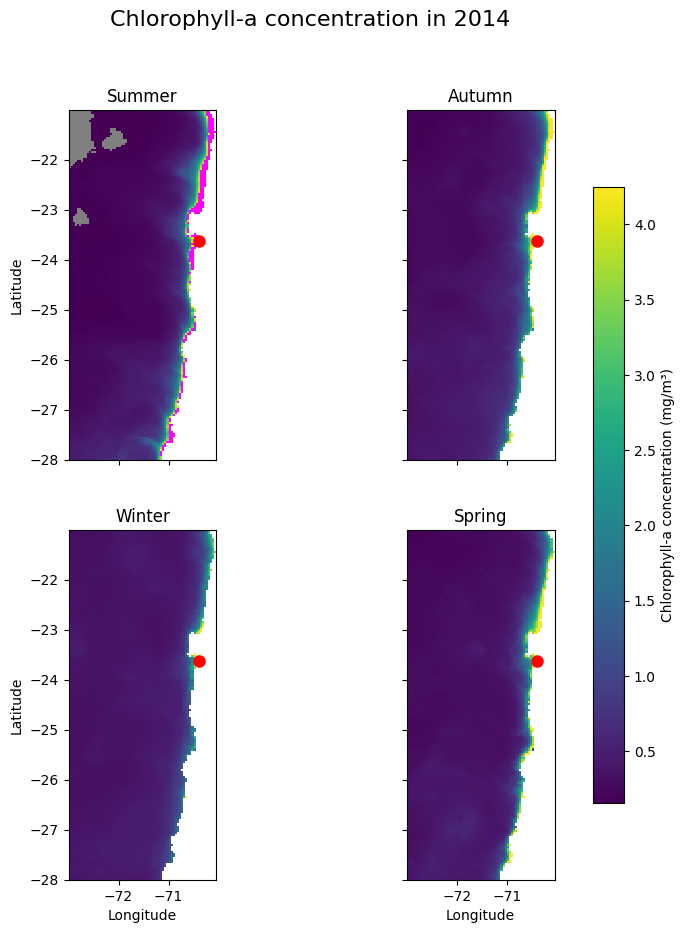 Chlorophyll-a concentration in 2014
Summer
Autumn
−22
−23
−24
−25
−26
−27
−28
Latitude
4.0
3.5
3.0
2.5
2.0
1.5
1.0
0.5
Chlorophyll-a concentration (mg/m³)
Winter
Spring
−22
−23
−24
−25
−26
−27
−28
Latitude
−72 −71
Longitude
−72 −71
Longitude